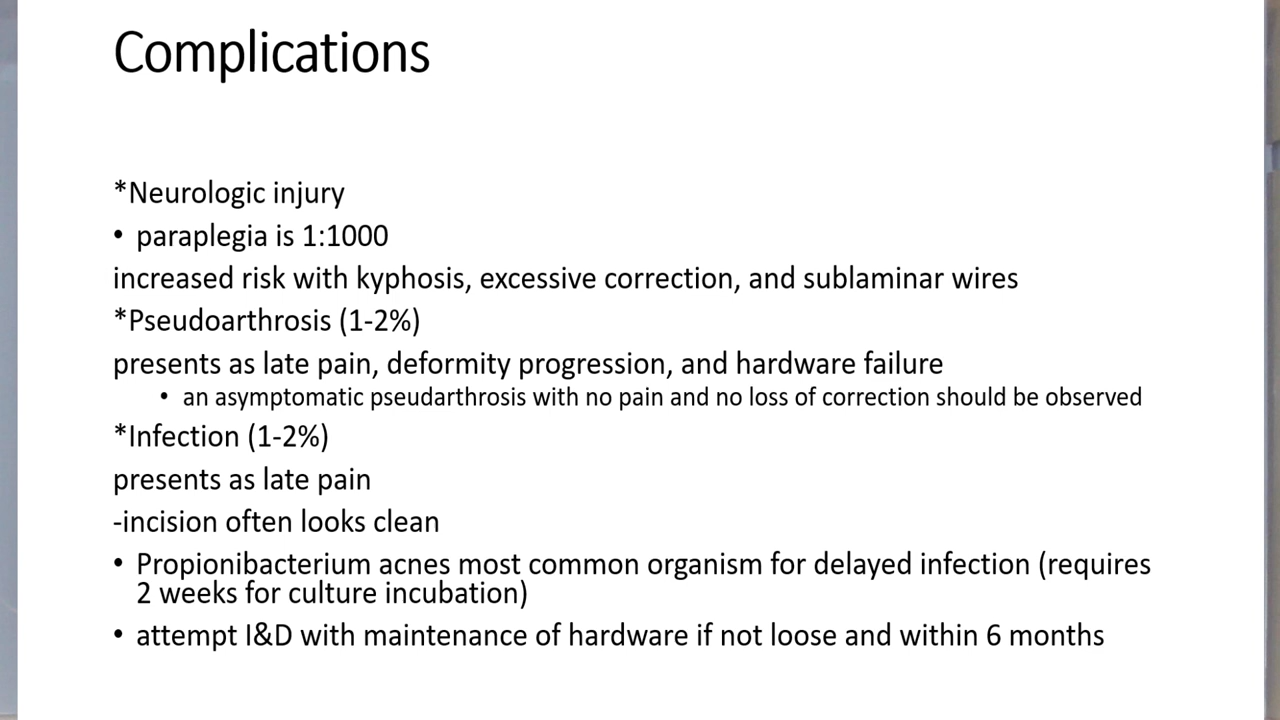 Complications
*Neurologic injury
• paraplegia is 1:1000
increased risk with kyphosis, excessive correction, and sublaminar wires
*Pseudoarthrosis (1-2%)
presents as late pain, deformity progression, and hardware failure
• an asymptomatic pseudarthrosis with no pain and no loss of correction should be observed
*Infection (1-2%)
presents as late pain
-incision often looks clean
• Propionibacterium acnes most common organism for delayed infection (requires
2 weeks for culture incubation)
• attempt I&D with maintenance of hardware if not loose and within 6 months